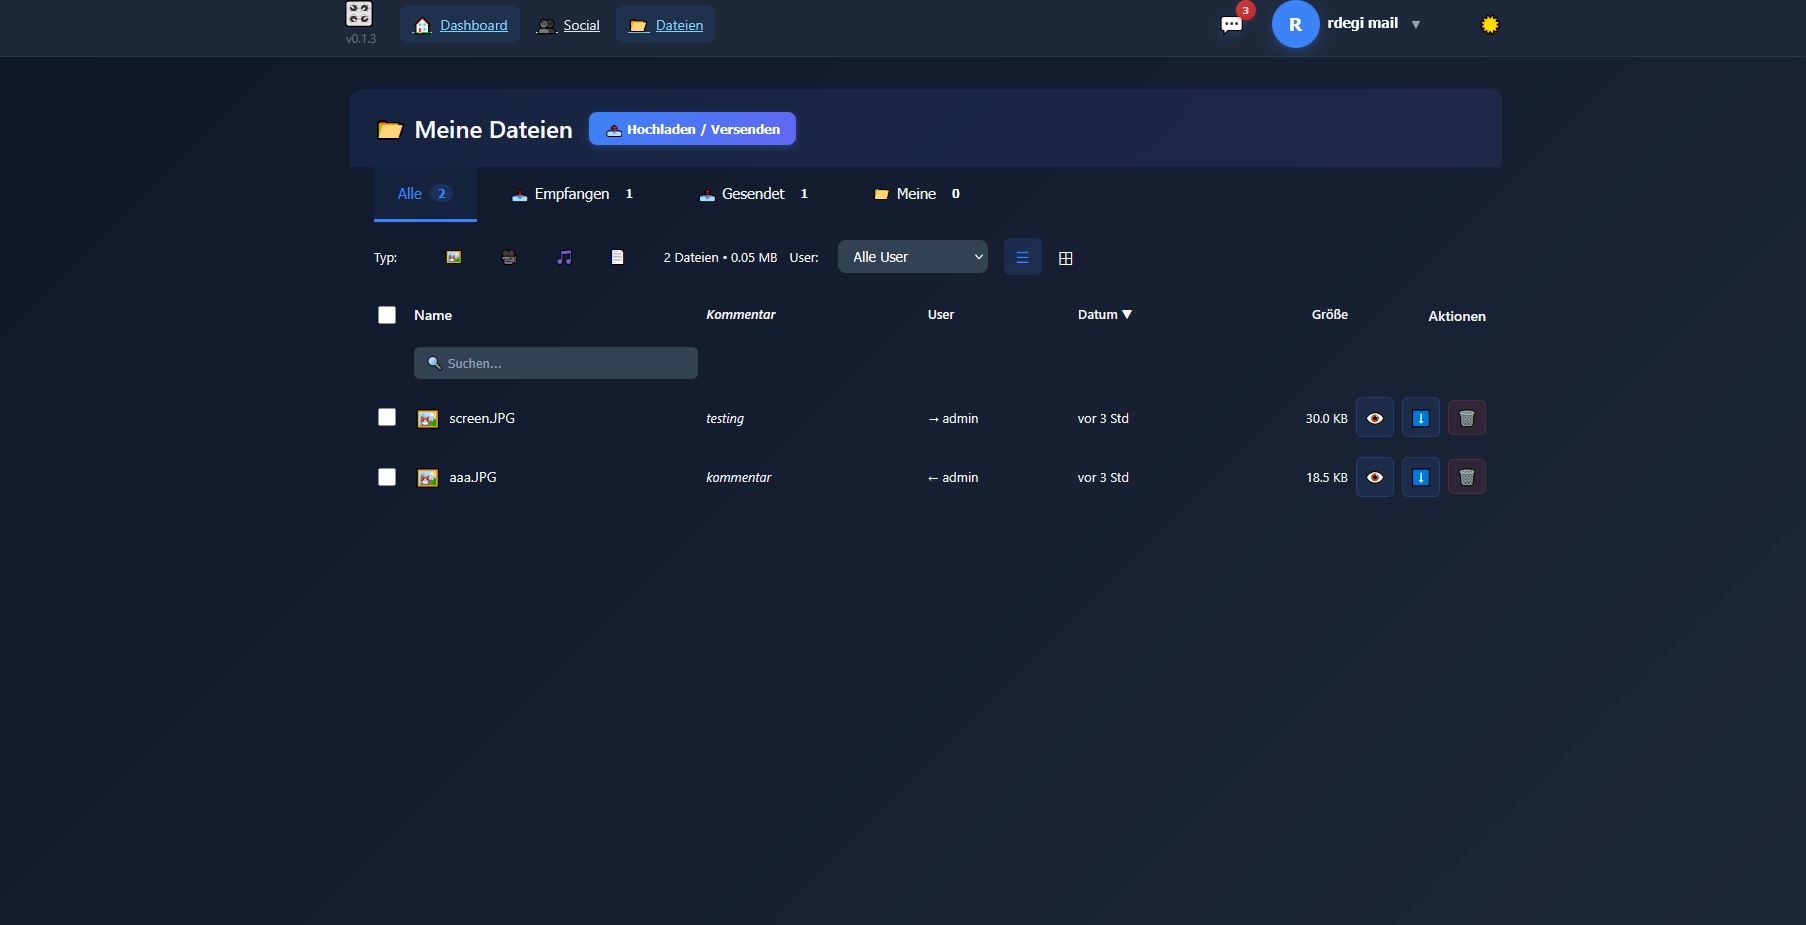 Dashboard Social Dateien 3 R rdegi mail ▼
v0.1.3
Meine Dateien Hochladen / Versenden
Alle 2 Empfangen 1 Gesendet 1 Meine 0
Typ: 2 Dateien • 0.05 MB User: Alle User
Name Kommentar User Datum ▼ Größe Aktionen
Suchen...
screen.JPG testing → admin vor 3 Std 30.0 KB
aaa.JPG kommentar ← admin vor 3 Std 18.5 KB